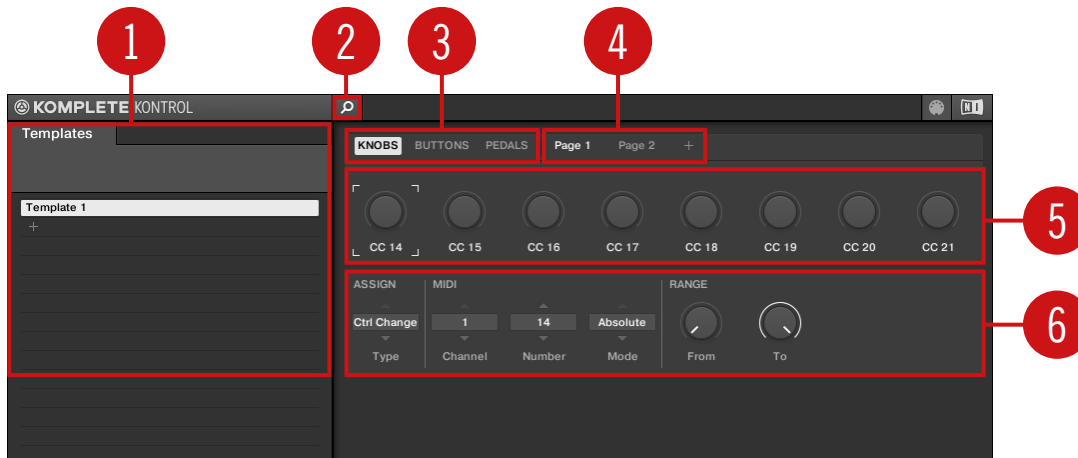 1
2
3
4
KOMPLETE KONTROL
NI
Templates
KNOBS BUTTONS PEDALS Page 1 Page 2 +
Template 1
+
CC 14 CC 15 CC 16 CC 17 CC 18 CC 19 CC 20 CC 21
5
ASSIGN MIDI RANGE
Ctrl Change 1 14 Absolute
Type Channel Number Mode From To
6